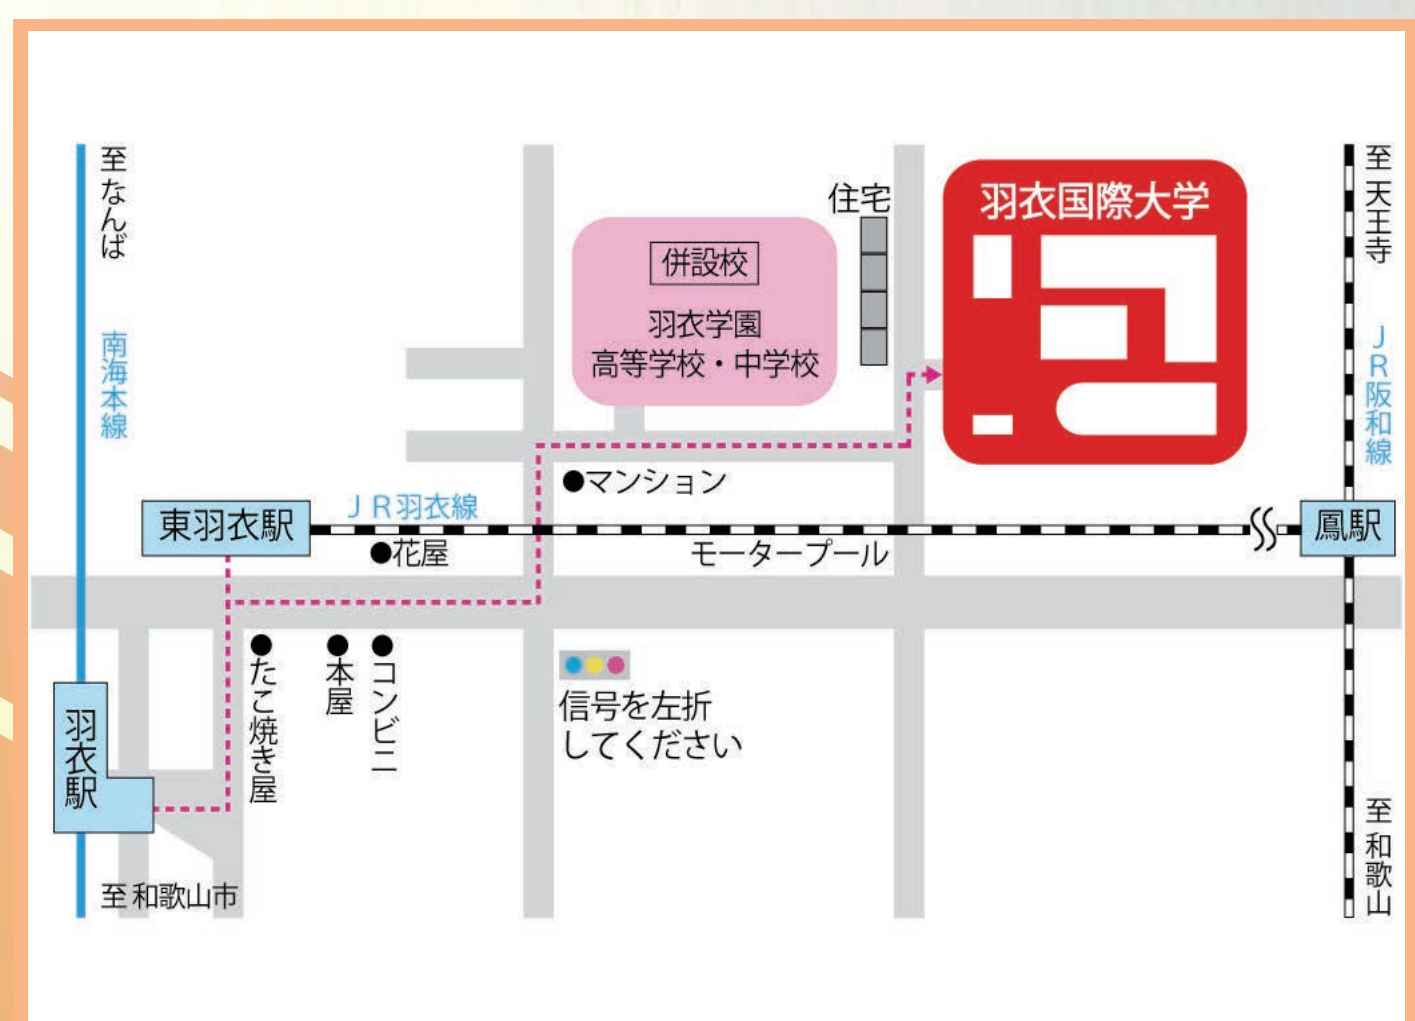 至なんば
南海本線
住宅
羽衣国際大学
併設校
羽衣学園
高等学校・中学校
至天王寺
ＪＲ阪和線
●マンション
ＪＲ羽衣線
東羽衣駅
鳳駅
●花屋
モータープール
●たこ焼き屋
●本屋
●コンビニ
信号を左折
してください
羽衣駅
至和歌山市
至和歌山